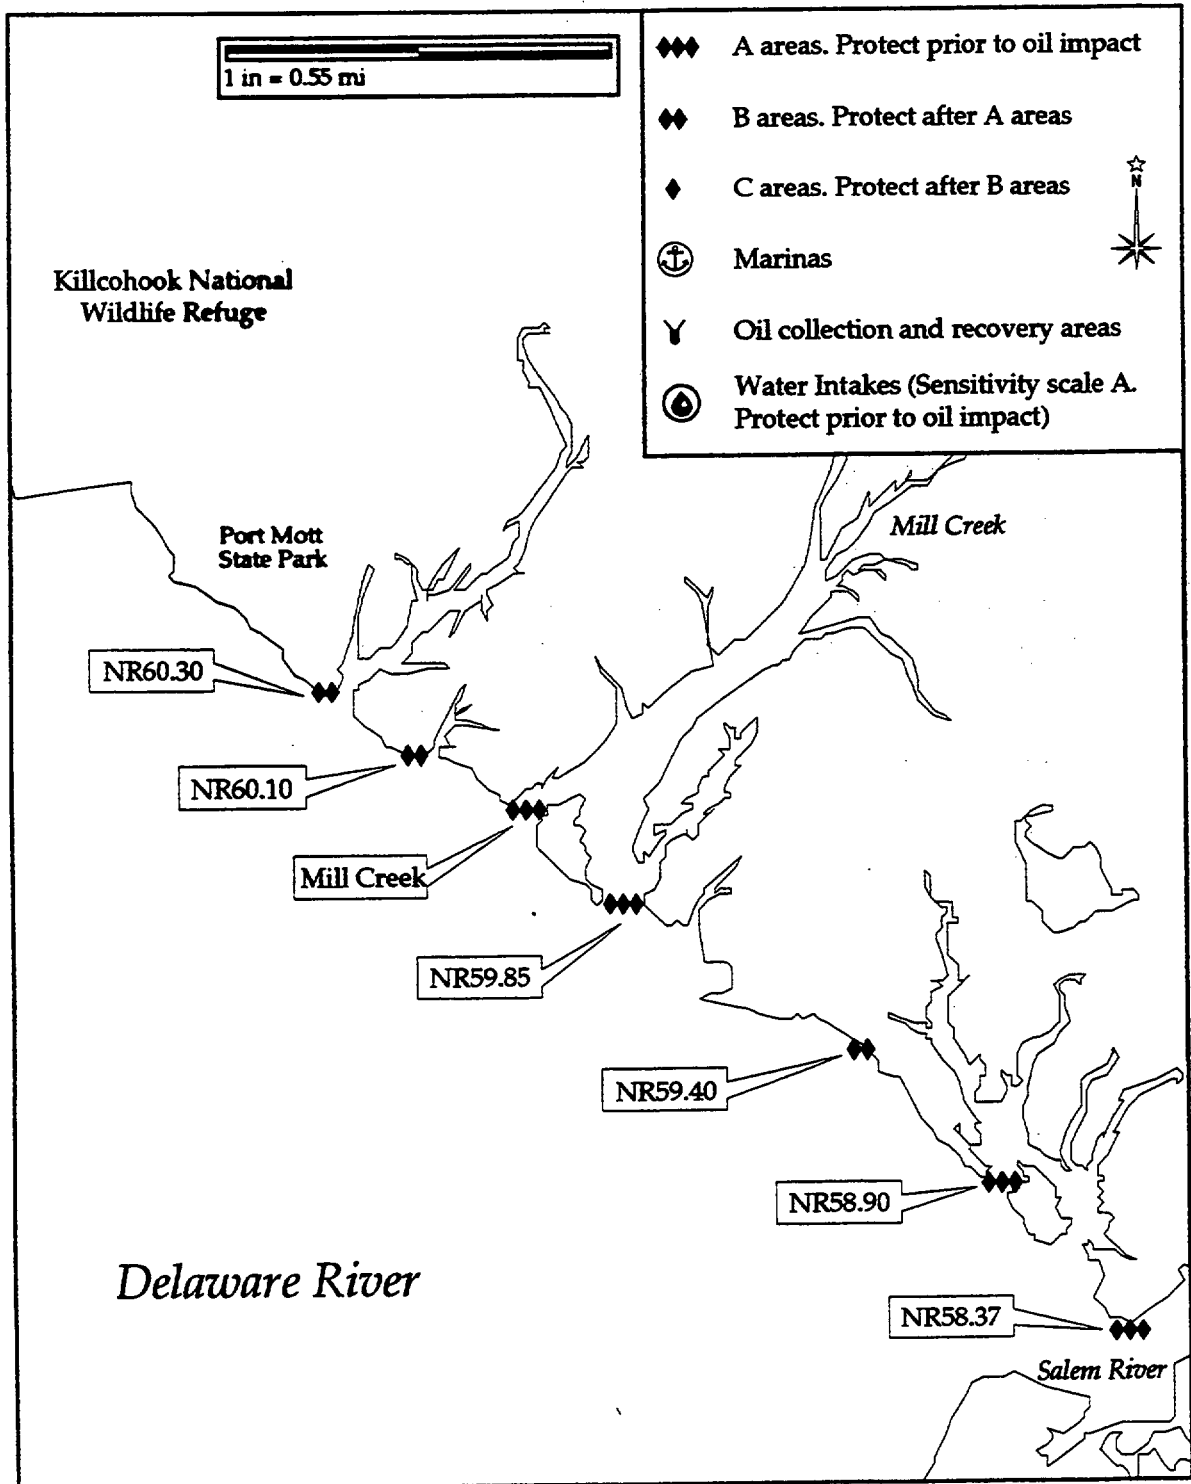 1 in = 0.55 mi
A areas. Protect prior to oil impact
B areas. Protect after A areas
C areas. Protect after B areas
N
Marinas
Oil collection and recovery areas
Water Intakes (Sensitivity scale A.
Protect prior to oil impact)
Killcohook National
Wildlife Refuge
Mill Creek
Port Mott
State Park
NR60.30
NR60.10
Mill Creek
NR59.85
NR59.40
NR58.90
Delaware River
NR58.37
Salem River